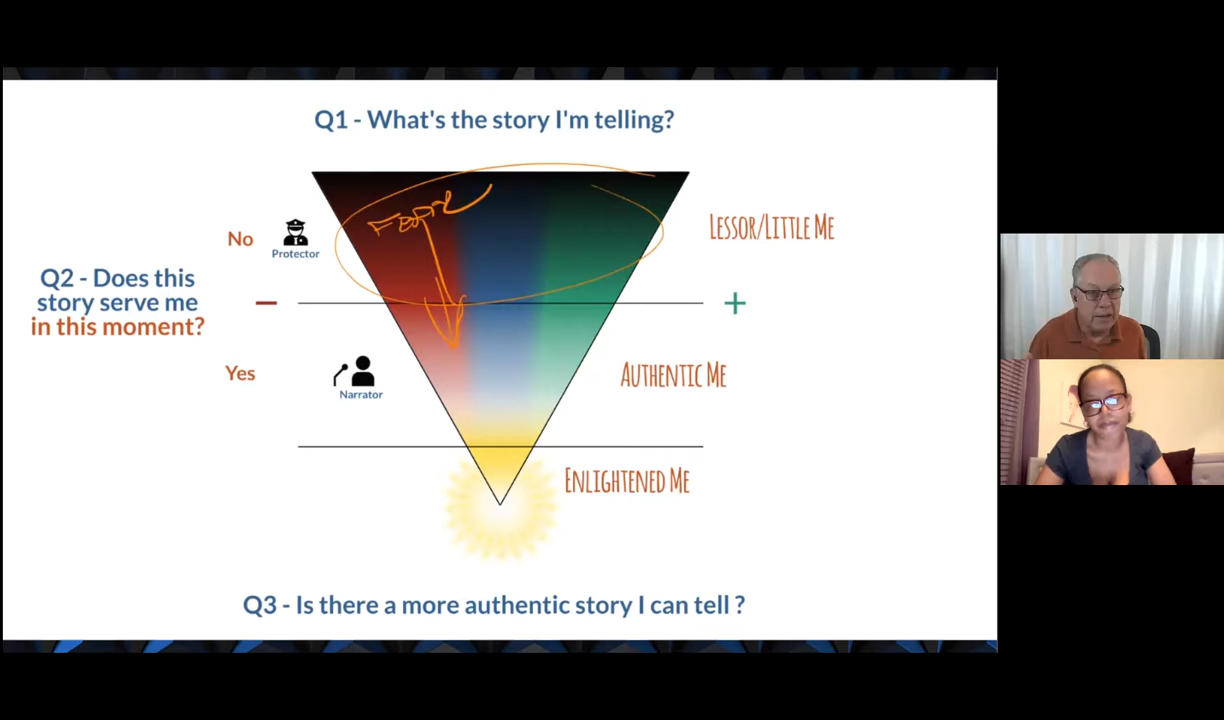 Q1 - What's the story I'm telling?
No
Protector
LESSOR/LITTLE ME
FEAR
Q2 - Does this
story serve me
in this moment?
Yes
Narrator
AUTHENTIC ME
ENLIGHTENED ME
Q3 - Is there a more authentic story I can tell ?